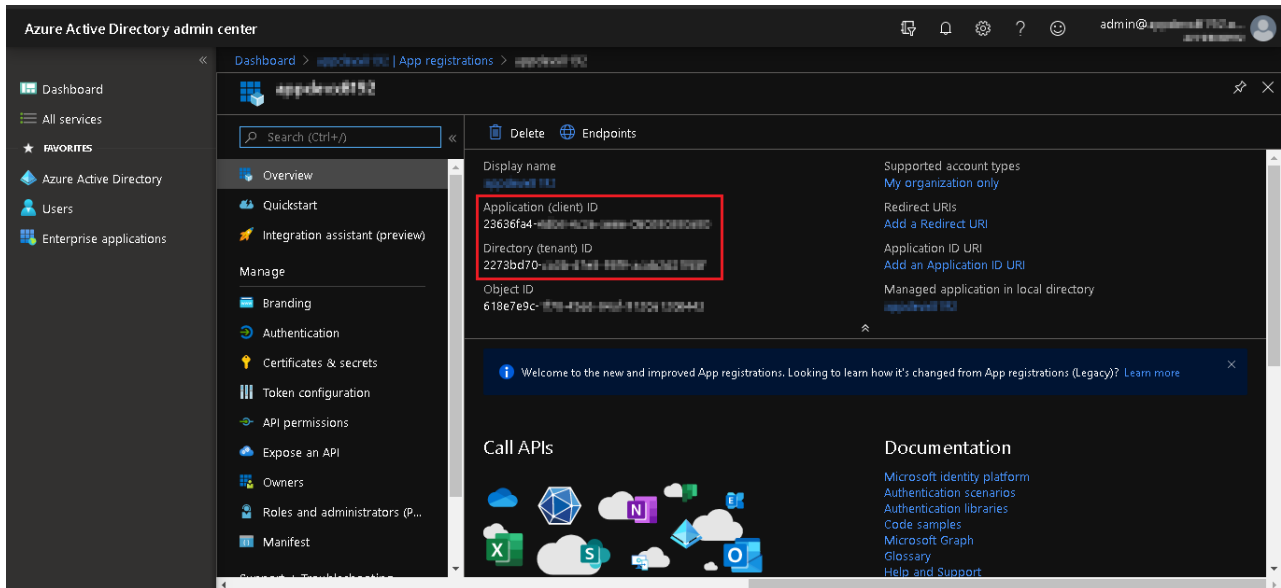 Azure Active Directory admin center
admin@
Dashboard > | App registrations >
Dashboard
All services
FAVORITES
Azure Active Directory
Users
Enterprise applications
Search (Ctrl+/)
Overview
Quickstart
Integration assistant (preview)
Manage
Branding
Authentication
Certificates & secrets
Token configuration
API permissions
Expose an API
Owners
Roles and administrators (P...
Manifest
Support + Troubleshooting
Delete
Endpoints
Display name
Application (client) ID
23636fa4-
Directory (tenant) ID
2273bd70-
Object ID
618e7e9c-
Supported account types
My organization only
Redirect URIs
Add a Redirect URI
Application ID URI
Add an Application ID URI
Managed application in local directory
Welcome to the new and improved App registrations. Looking to learn how it's changed from App registrations (Legacy)? Learn more
Call APIs
N
E
X
S
O
Documentation
Microsoft identity platform
Authentication scenarios
Authentication libraries
Code samples
Microsoft Graph
Glossary
Help and Support